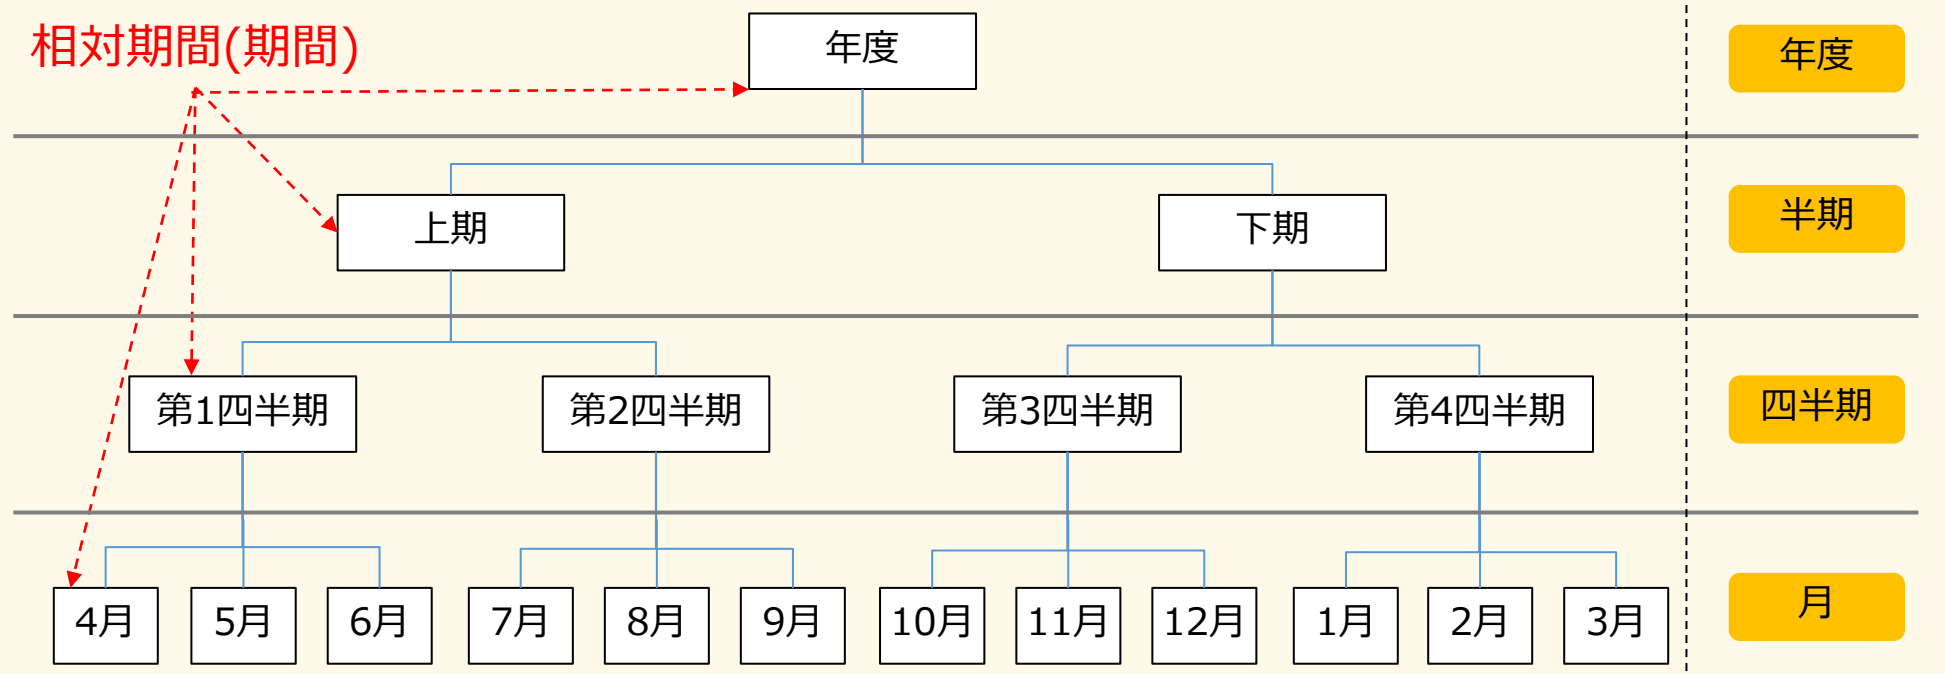 相対期間(期間)
年度
年度
上期
下期
半期
第1四半期
第2四半期
第3四半期
第4四半期
四半期
4月
5月
6月
7月
8月
9月
10月
11月
12月
1月
2月
3月
月